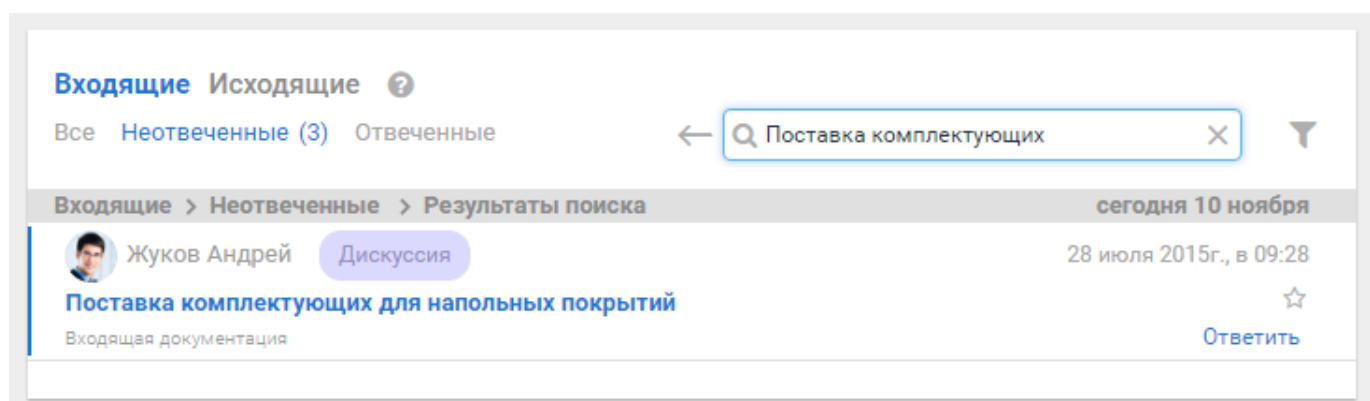 Входящие Исходящие ?
Все Неотвеченные (3) Отвеченные
Поставка комплектующих
Входящие > Неотвеченные > Результаты поиска сегодня 10 ноября
Жуков Андрей Дискуссия 28 июля 2015г., в 09:28
Поставка комплектующих для напольных покрытий
Входящая документация Ответить